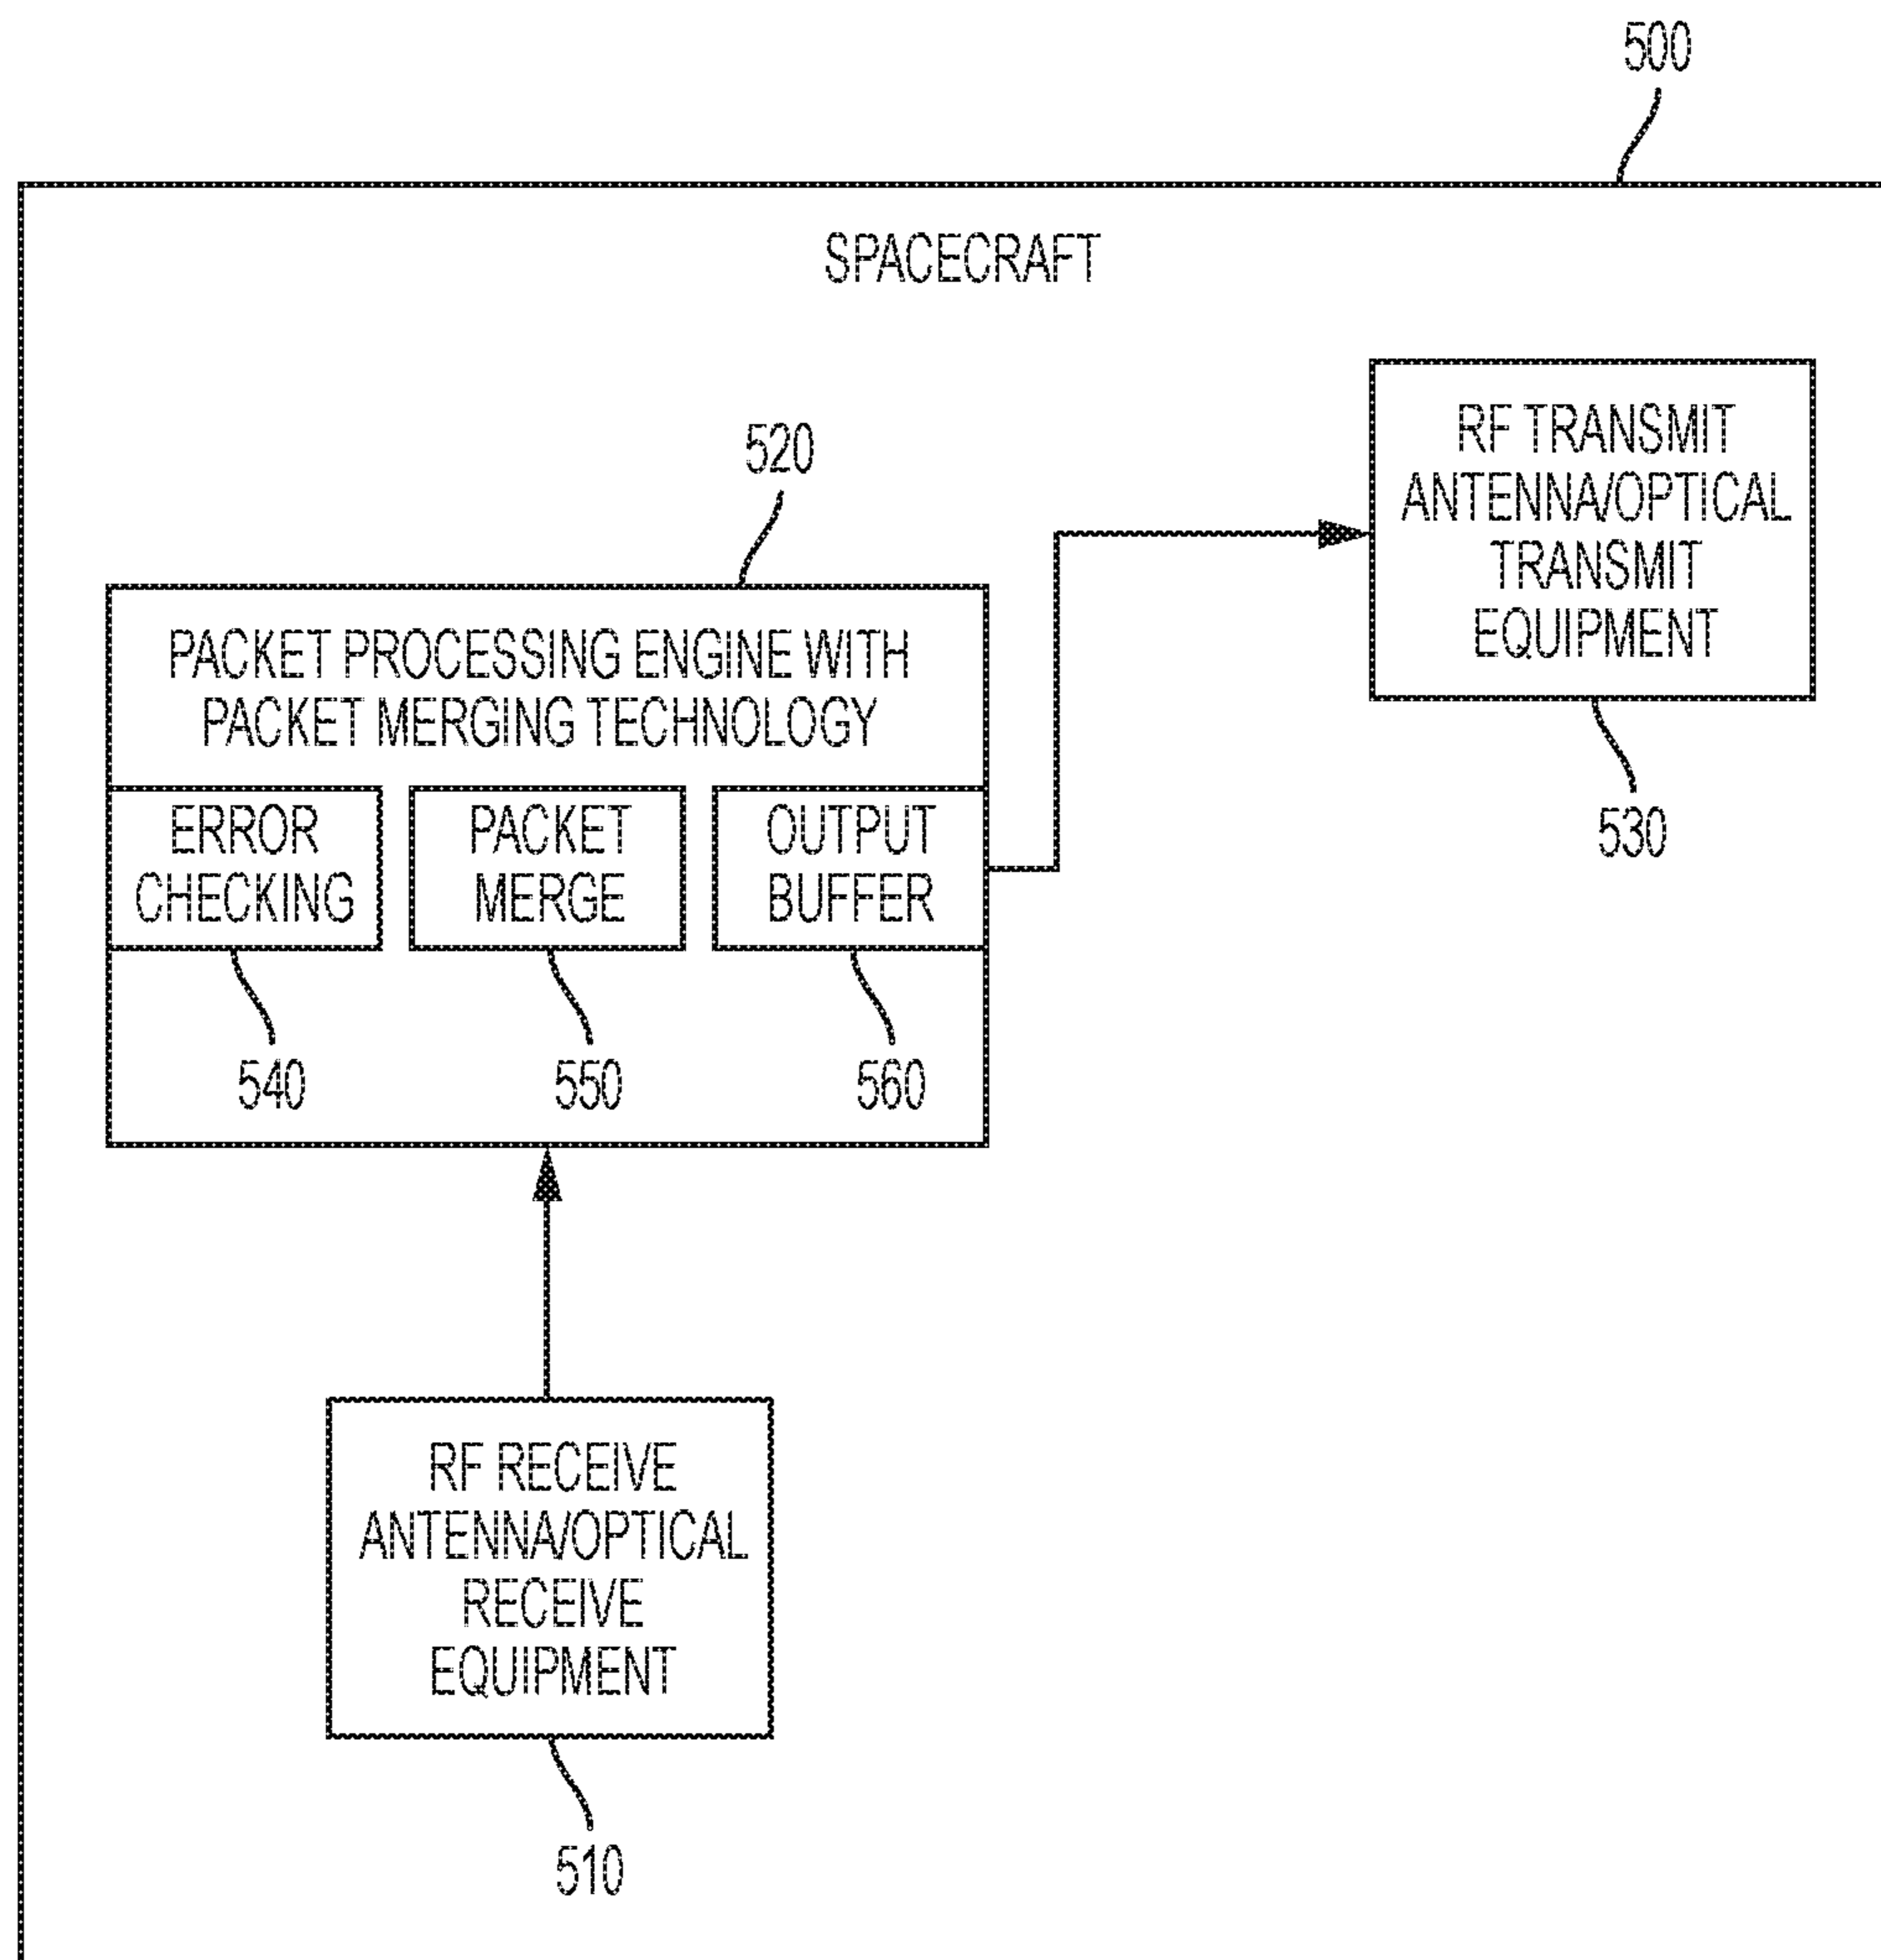 500
SPACECRAFT
RF TRANSMIT
ANTENNA/OPTICAL
TRANSMIT
EQUIPMENT
530
520
PACKET PROCESSING ENGINE WITH
PACKET MERGING TECHNOLOGY
ERROR
CHECKING
PACKET
MERGE
OUTPUT
BUFFER
540
550
560
RF RECEIVE
ANTENNA/OPTICAL
RECEIVE
EQUIPMENT
510